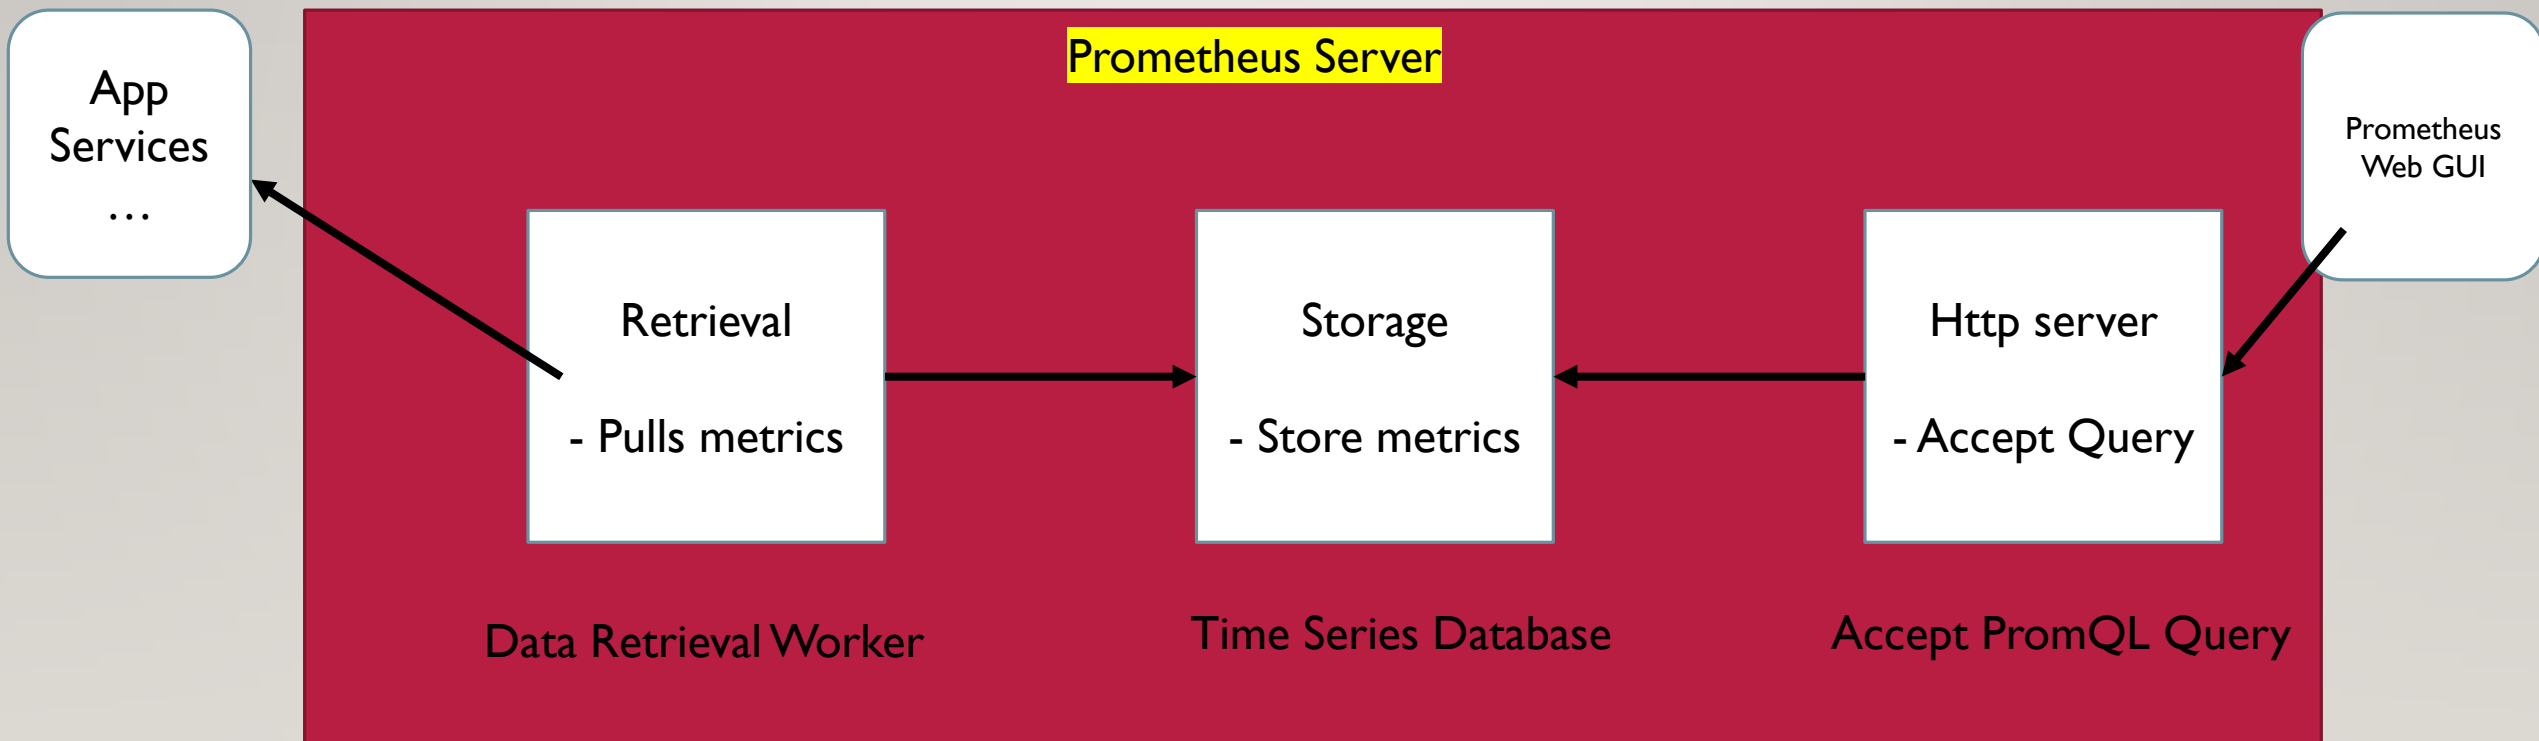 Prometheus Server
App
Services
...
Prometheus
Web GUI
Retrieval
- Pulls metrics
Storage
- Store metrics
Http server
- Accept Query
Data Retrieval Worker
Time Series Database
Accept PromQL Query